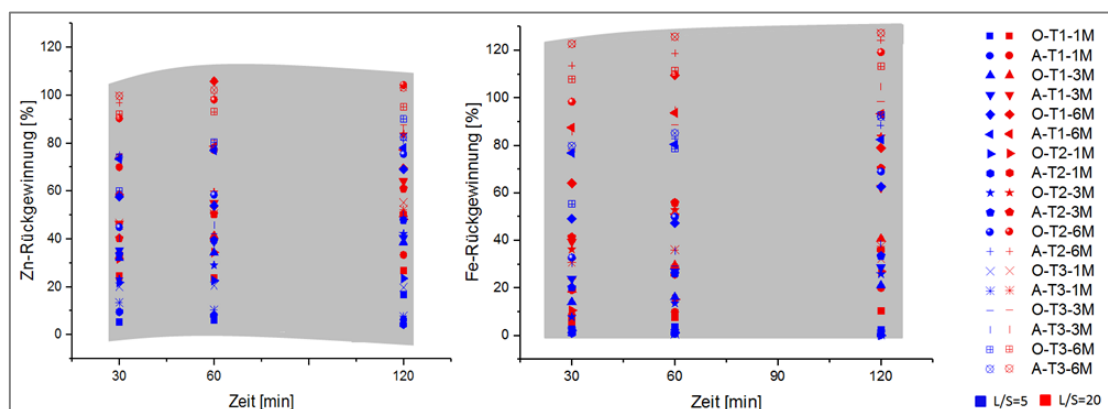 Zn-Rückgewinnung [%]
120
100
80
60
40
20
0
30
60
120
Zeit [min]
Fe-Rückgewinnung [%]
120
100
80
60
40
20
0
30
60
120
Zeit [min]
O-T1-1M
A-T1-1M
O-T1-3M
A-T1-3M
O-T1-6M
A-T1-6M
O-T2-1M
A-T2-1M
O-T2-3M
A-T2-3M
O-T2-6M
A-T2-6M
O-T3-1M
A-T3-1M
O-T3-3M
A-T3-3M
O-T3-6M
A-T3-6M
L/S=5 L/S=20